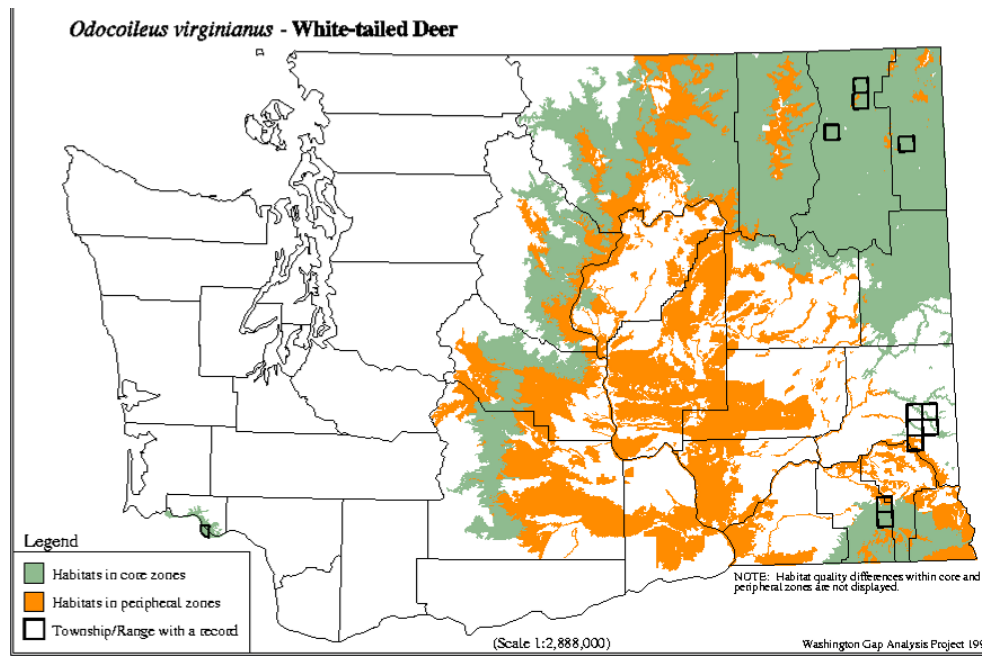 Odocoileus virginianus - White-tailed Deer
Legend
Habitats in core zones
Habitats in peripheral zones
Township/Range with a record
(Scale 1:2,888,000)
NOTE: Habitat quality differences within core and
peripheral zones are not displayed.
Washington Gap Analysis Project 199